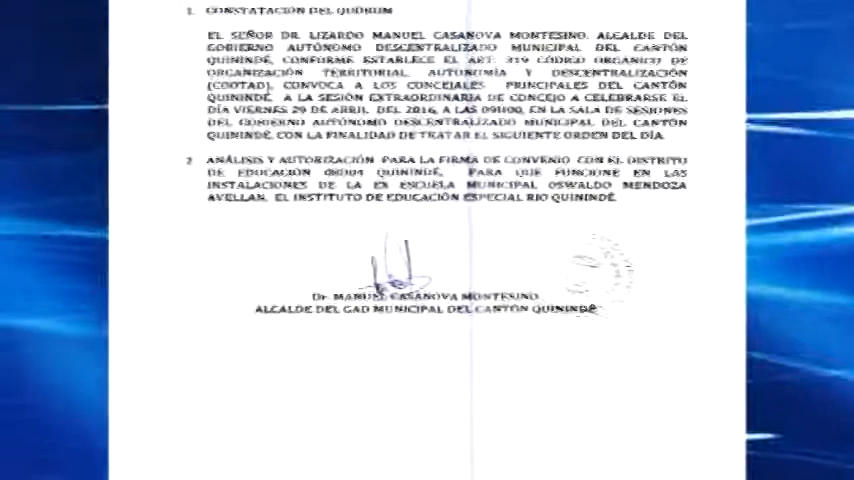 1. CONSTATACIÓN DEL QUÓRUM
EL SEÑOR DR. LIZARDO MANUEL CASANOVA MONTESINO, ALCALDE DEL
GOBIERNO AUTÓNOMO DESCENTRALIZADO MUNICIPAL DEL CANTÓN
QUININDÉ, CONFORME ESTABLECE EL ART. 319 CÓDIGO ORGÁNICO DE
ORGANIZACIÓN TERRITORIAL, AUTONOMÍA Y DESCENTRALIZACIÓN
(COOTAD), CONVOCA A LOS CONCEJALES PRINCIPALES DEL CANTÓN
QUININDÉ, A LA SESIÓN EXTRAORDINARIA DE CONCEJO A CELEBRARSE EL
DÍA VIERNES 29 DE ABRIL DEL 2016, A LAS 09H00, EN LA SALA DE SESIONES
DEL GOBIERNO AUTÓNOMO DESCENTRALIZADO MUNICIPAL DEL CANTÓN
QUININDÉ, CON LA FINALIDAD DE TRATAR EL SIGUIENTE ORDEN DEL DÍA
2 ANÁLISIS Y AUTORIZACIÓN PARA LA FIRMA DE CONVENIO CON EL DISTRITO
DE EDUCACIÓN 08D04 QUININDÉ, PARA QUE FUNCIONE EN LAS
INSTALACIONES DE LA EX ESCUELA MUNICIPAL OSWALDO MENDOZA
AVELLAN, EL INSTITUTO DE EDUCACIÓN ESPECIAL RIO QUININDÉ.
Dr. MANUEL CASANOVA MONTESINO
ALCALDE DEL GAD MUNICIPAL DEL CANTÓN QUININDÉ